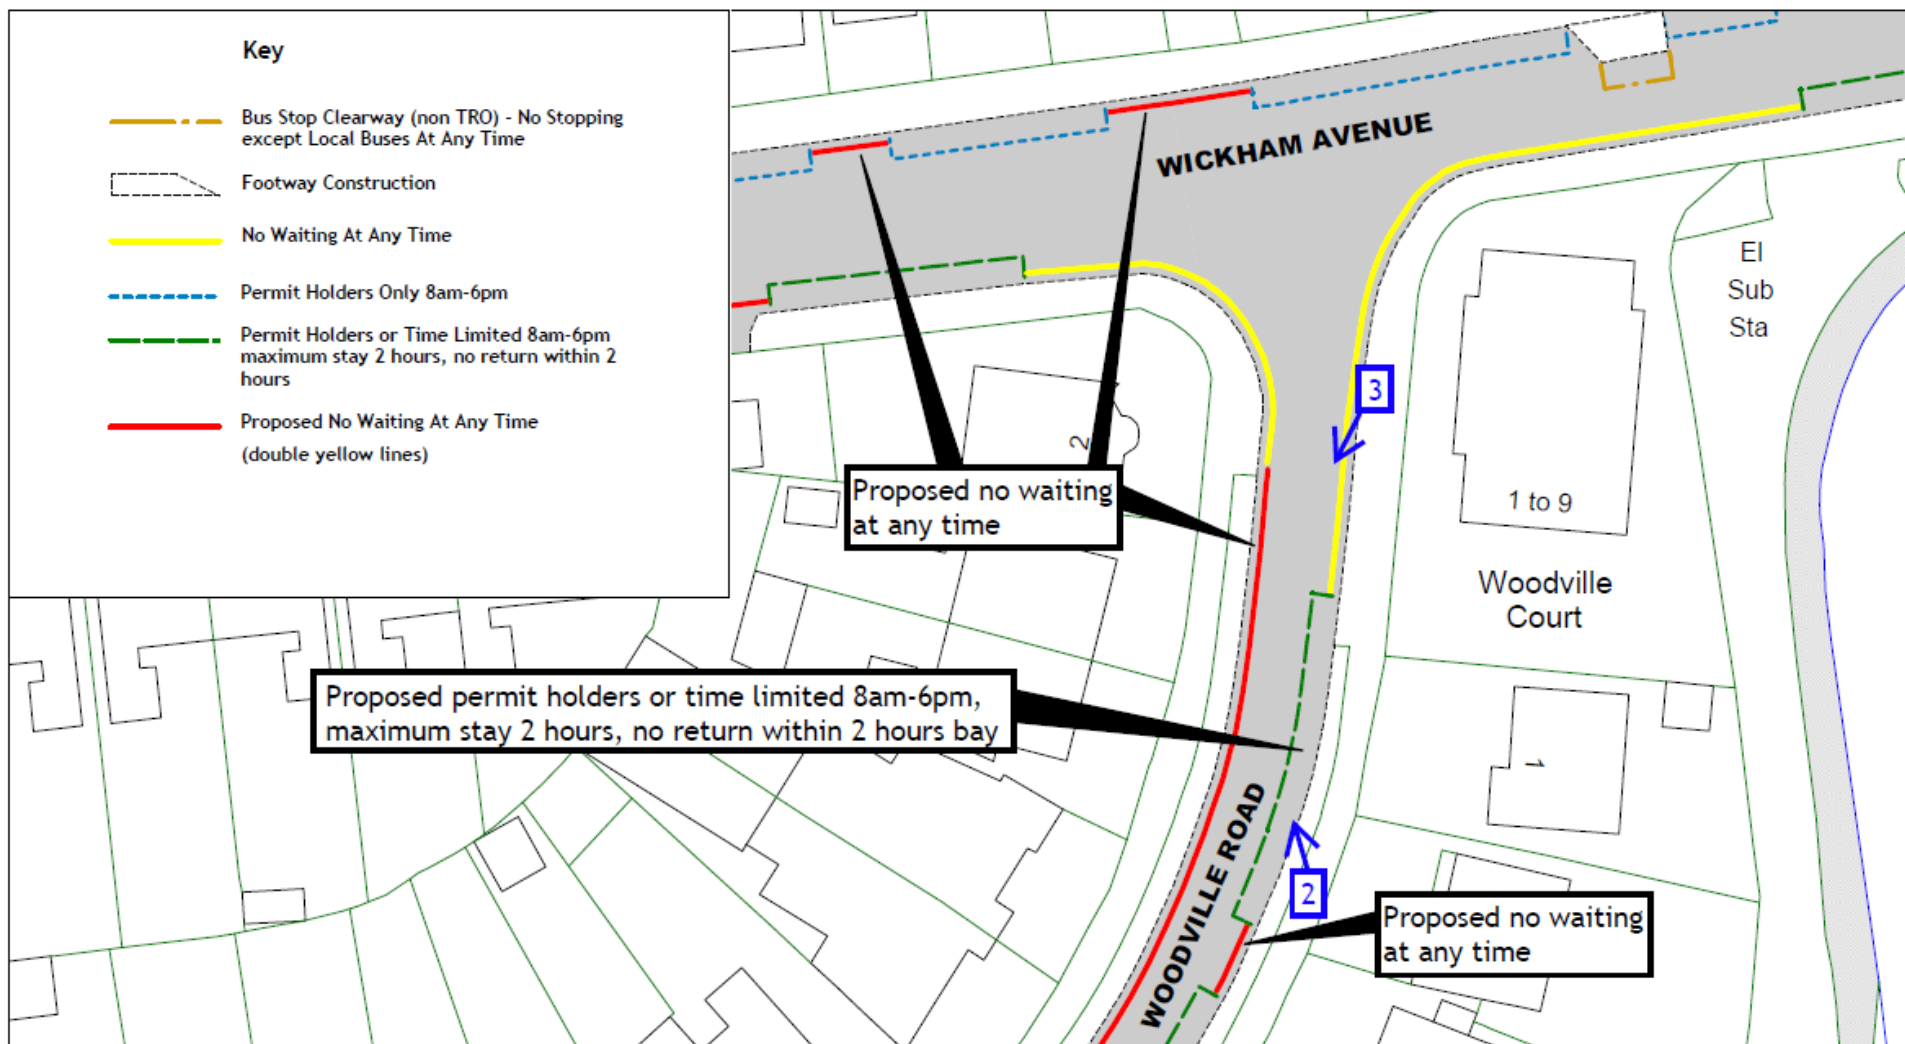 Key
Bus Stop Clearway (non TRO) - No Stopping
except Local Buses At Any Time
Footway Construction
No Waiting At Any Time
Permit Holders Only 8am-6pm
Permit Holders or Time Limited 8am-6pm
maximum stay 2 hours, no return within 2
hours
Proposed No Waiting At Any Time
(double yellow lines)
WICKHAM AVENUE
El
Sub
Sta
3
2
Proposed no waiting
at any time
1 to 9
Woodville
Court
Proposed permit holders or time limited 8am-6pm,
maximum stay 2 hours, no return within 2 hours bay
1
WOODVILLE ROAD
2
Proposed no waiting
at any time